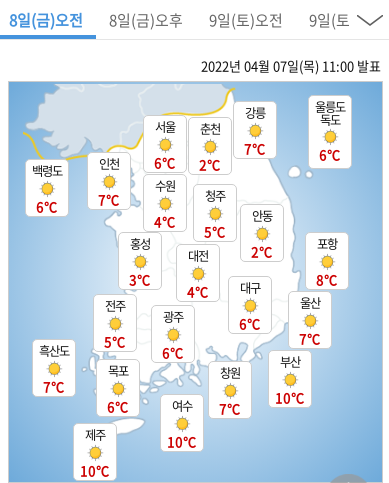 8일(금)오전 8일(금)오후 9일(토)오전 9일(토
2022년 04월 07일(목) 11:00 발표
서울
6℃
춘천
2℃
강릉
7℃
울릉도
독도
6℃
백령도
6℃
인천
7℃
수원
4℃
청주
5℃
안동
2℃
홍성
3℃
대전
4℃
포항
8℃
대구
6℃
울산
7℃
전주
5℃
광주
6℃
흑산도
7℃
목포
6℃
창원
7℃
부산
10℃
여수
10℃
제주
10℃